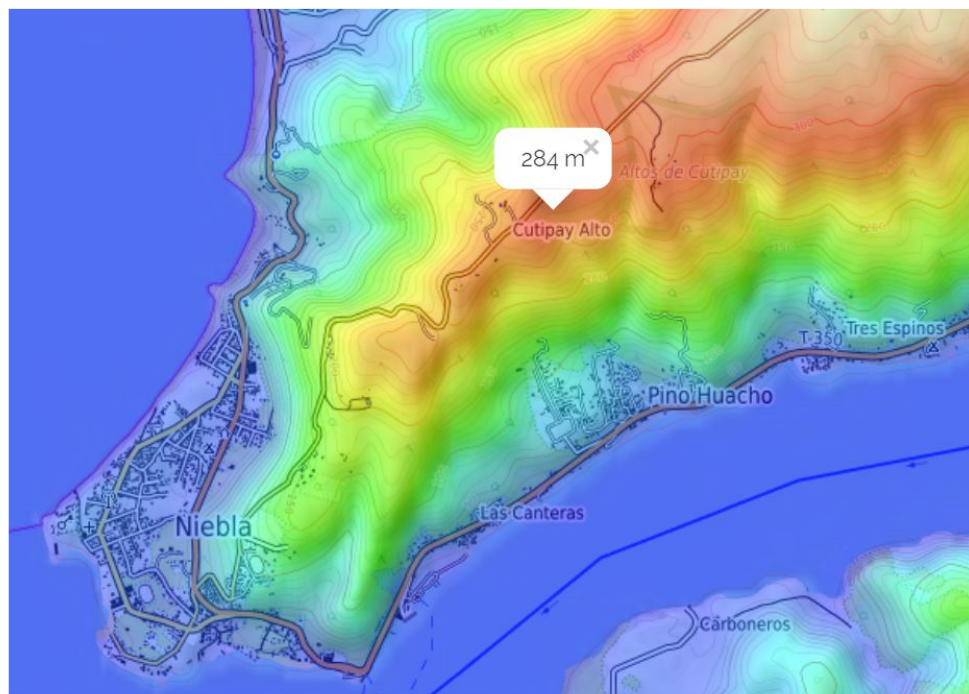 284 m
×
Altos de Cutipay
Cutipay Alto
Tres Espinos
T-350
Pino Huacho
Niebla
Las Canteras
Carboneros